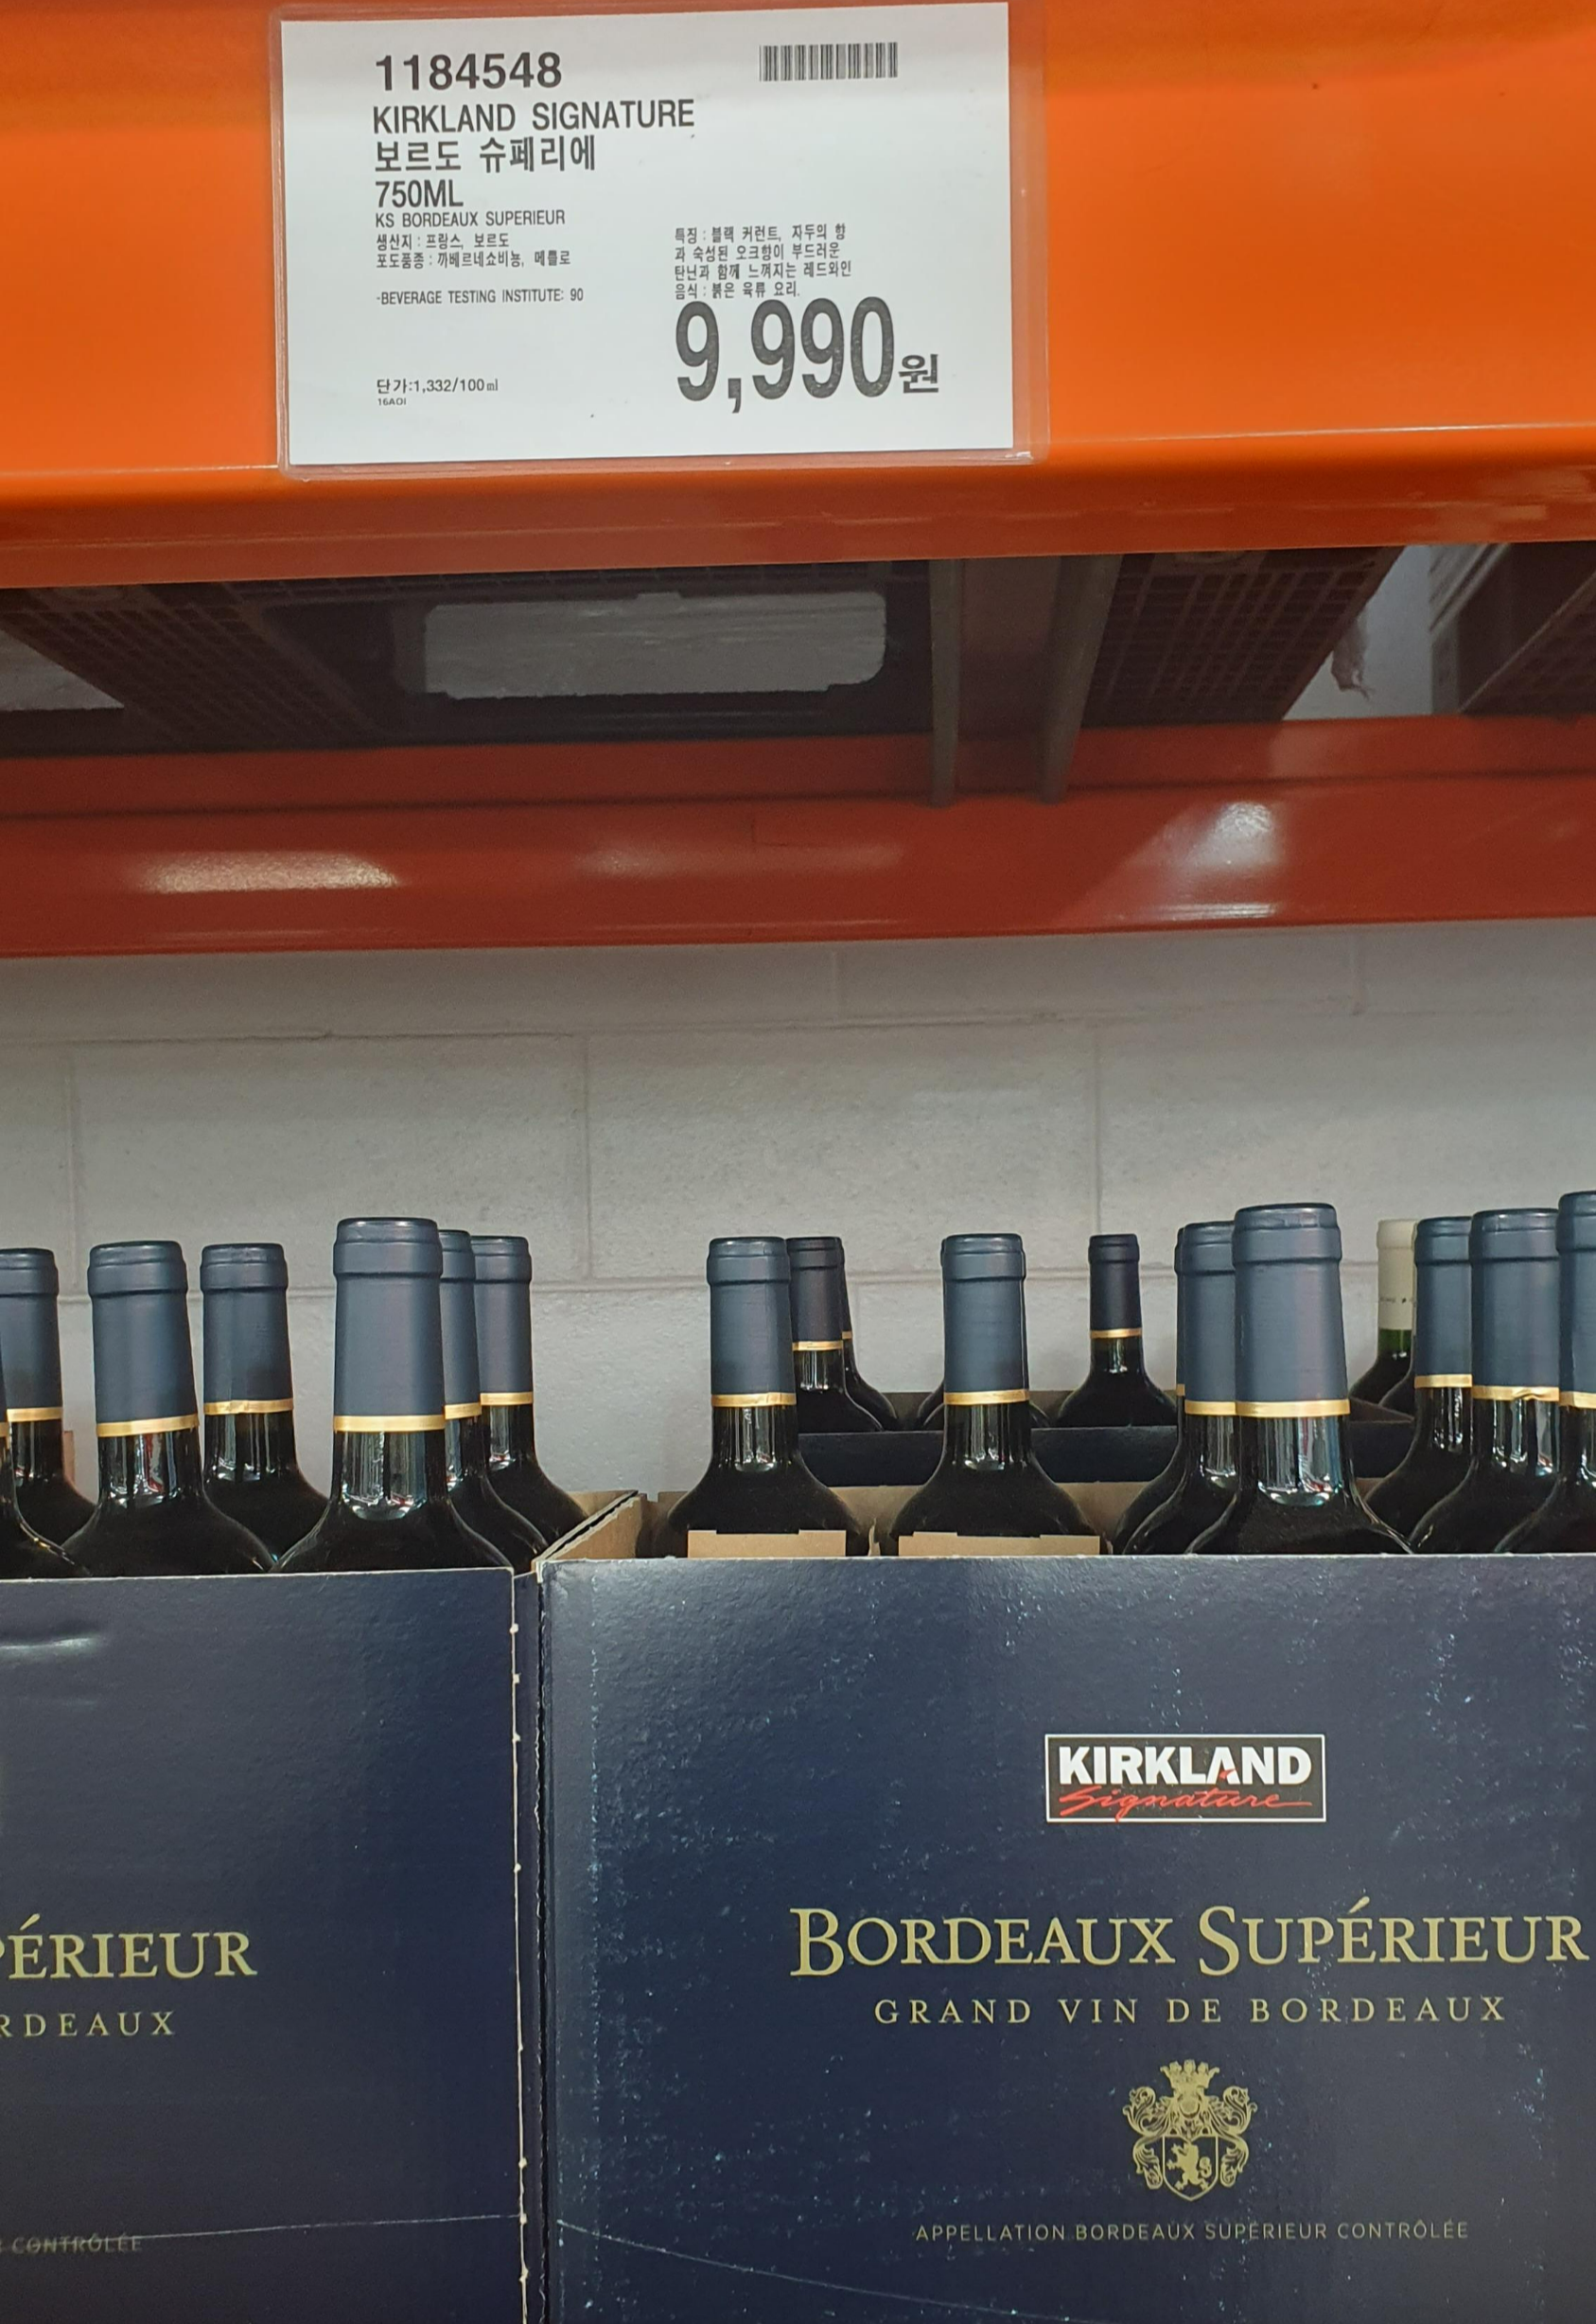 1184548
KIRKLAND SIGNATURE
보르도 슈페리에
750ML
KS BORDEAUX SUPERIEUR
생산지 : 프랑스, 보르도
포도품종 : 까베르네쇼비뇽, 메를로
-BEVERAGE TESTING INSTITUTE: 90
단가:1,332/100㎖
16AOI
특징 : 블랙 커런트, 자두의 향
과 숙성된 오크향이 부드러운
탄닌과 함께 느껴지는 레드와인
음식 : 붉은 육류 요리.
9,990원
PÉRIEUR
RDEAUX
CONTRÔLÉE
KIRKLAND
Signature
BORDEAUX SUPÉRIEUR
GRAND VIN DE BORDEAUX
APPELLATION BORDEAUX SUPÉRIEUR CONTRÔLÉE